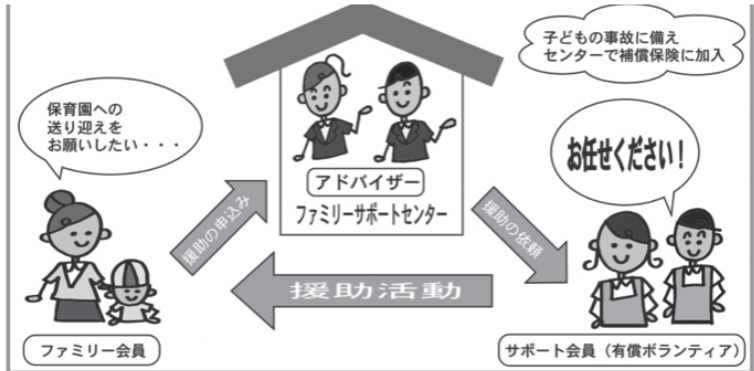 子どもの事故に備え
センターで補償保険に加入
保育園への
送り迎えを
お願いしたい・・・
お任せください！
アドバイザー
ファミリーサポートセンター
援助の申込み
援助の依頼
援助活動
ファミリー会員
サポート会員（有償ボランティア）